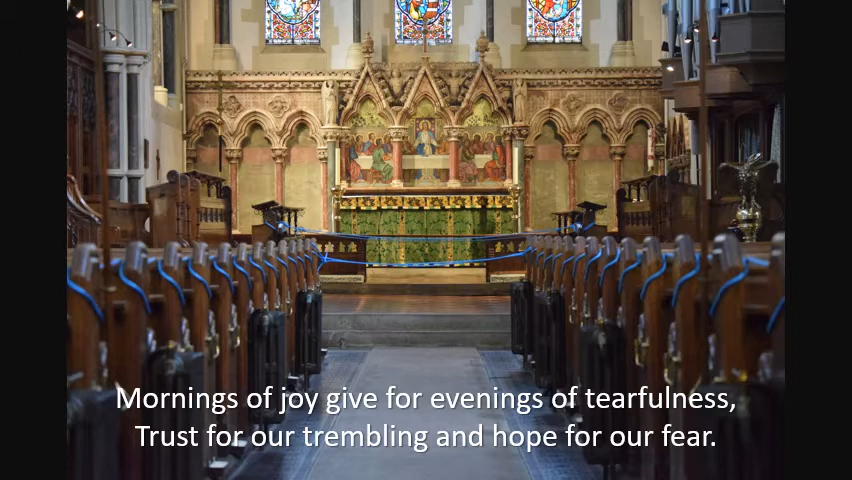 Mornings of joy give for evenings of tearfulness,
Trust for our trembling and hope for our fear.